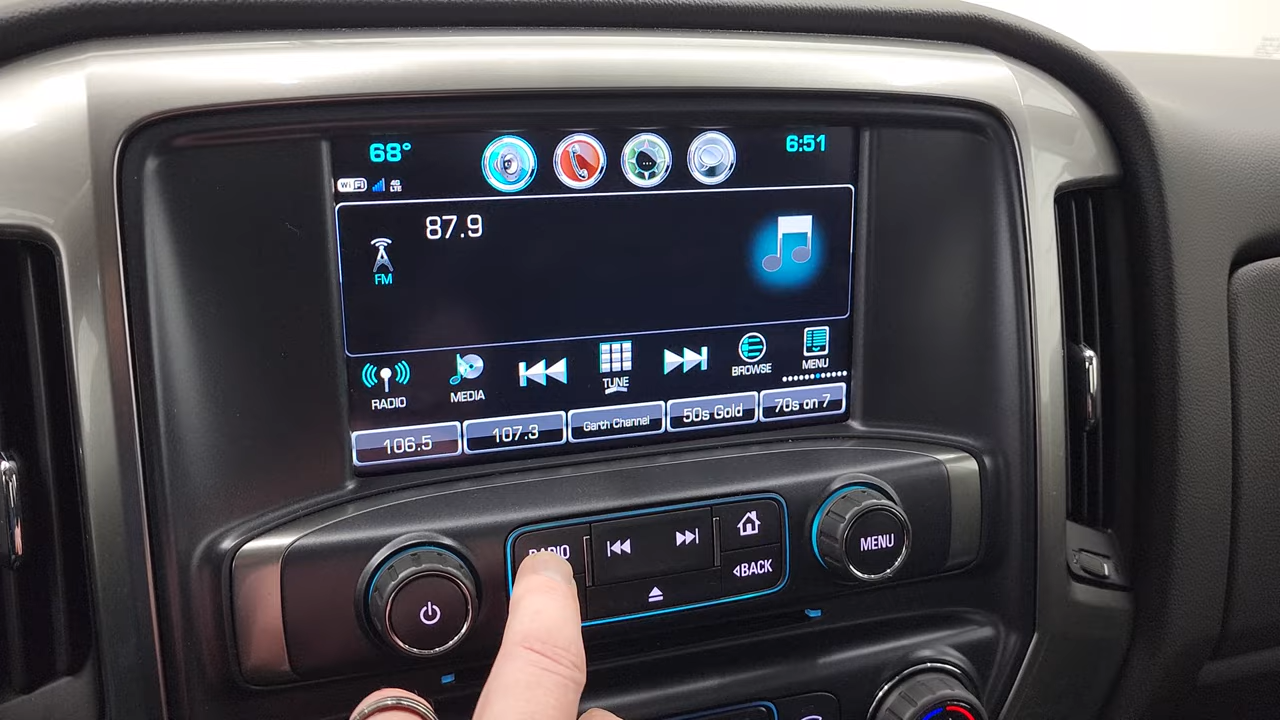 68°
6:51
WiFi
4G
LTE
87.9
FM
RADIO
MEDIA
TUNE
BROWSE
MENU
106.5
107.3
Garth Channel
50s Gold
70s on 7
RADIO
BACK
MENU